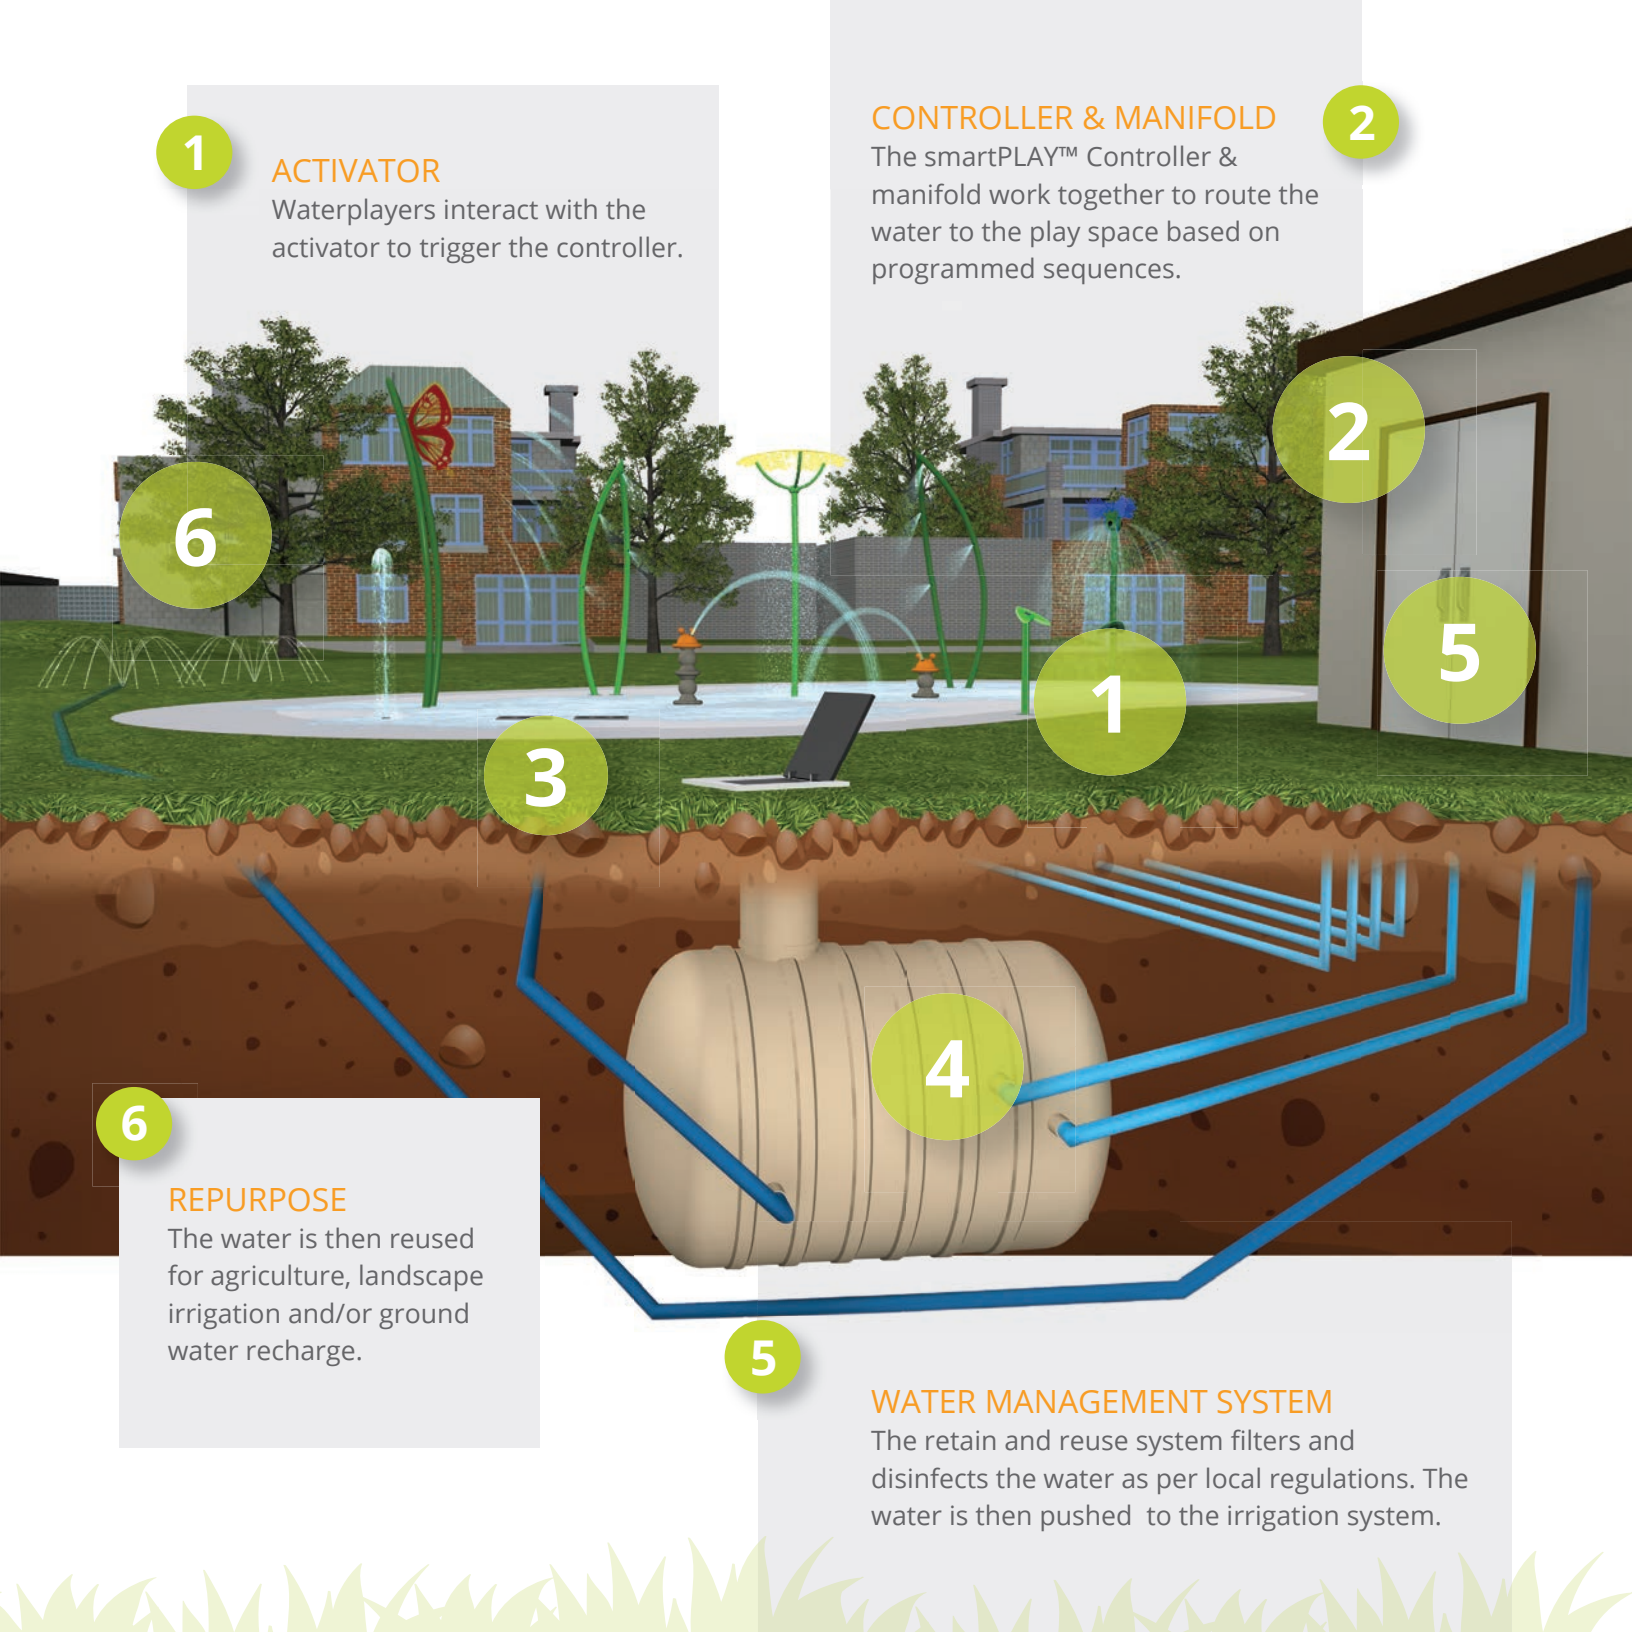 1
ACTIVATOR
Waterplayers interact with the
activator to trigger the controller.
CONTROLLER & MANIFOLD
2
The smartPLAY™ Controller &
manifold work together to route the
water to the play space based on
programmed sequences.
2
6
5
1
3
4
6
REPURPOSE
The water is then reused
for agriculture, landscape
irrigation and/or ground
water recharge.
5
WATER MANAGEMENT SYSTEM
The retain and reuse system filters and
disinfects the water as per local regulations. The
water is then pushed  to the irrigation system.